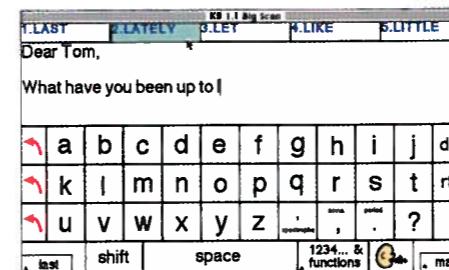 K9 1.1 Big Scan
1.LAST 2.LATELY 3.LET 4.LIKE 5.LITTLE
Dear Tom,
What have you been up to
a b c d e f g h i j d
k l m n o p q r s t
u v w x y z , apostrophe comma , period . ?
last shift space 1234... & functions